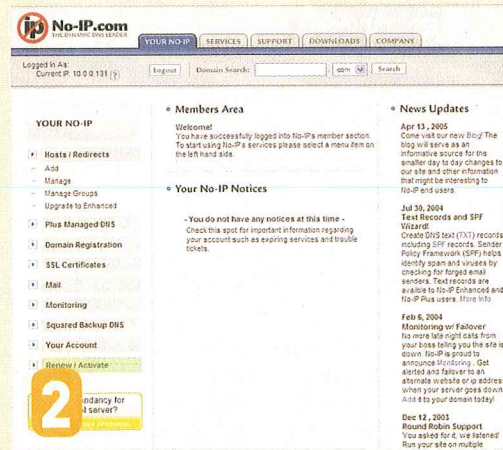 No-IP.com
THE DYNAMIC DNS LEADER
YOUR NO-IP
SERVICES
SUPPORT
DOWNLOADS
COMPANY
Logged In As:
Current IP: 10.0.0.131 [?]
Logout
Domain Search:
.com
Search
YOUR NO-IP
Hosts / Redirects
Add
Manage
Manage Groups
Upgrade to Enhanced
Plus Managed DNS
Domain Registration
SSL Certificates
Mail
Monitoring
Squared Backup DNS
Your Account
Renew / Activate
ndancy for
l server?
2
Members Area
Welcome!
You have successfully logged into No-IP's member section.
To start using No-IP's services please select a menu item on
the left hand side.
Your No-IP Notices
- You do not have any notices at this time -
Check this spot for important information regarding
your account such as expiring services and trouble
tickets.
News Updates
Apr 13, 2005
Come visit our new Blog! The
blog will serve as an
informative source for the
smaller day to day changes to
our site and other information
that might be interesting to
No-IP end users.
Jul 30, 2004
Text Records and SPF
Wizard!
Create DNS text (TXT) records
including SPF records. Sender
Policy Framework (SPF) helps
identify spam and viruses by
checking for forged email
senders. Text records are
available to No-IP Enhanced and
No-IP Plus users. More Info
Feb 6, 2004
Monitoring w/ Failover
No more late night calls from
your boss telling you the site is
down. No-IP is proud to
announce Monitoring. Get
alerted and failover to an
alternate website or ip address
when your server goes down.
Add it to your domain today!
Dec 12, 2003
Round Robin Support
You asked for it, we listened!
Run your site on multiple